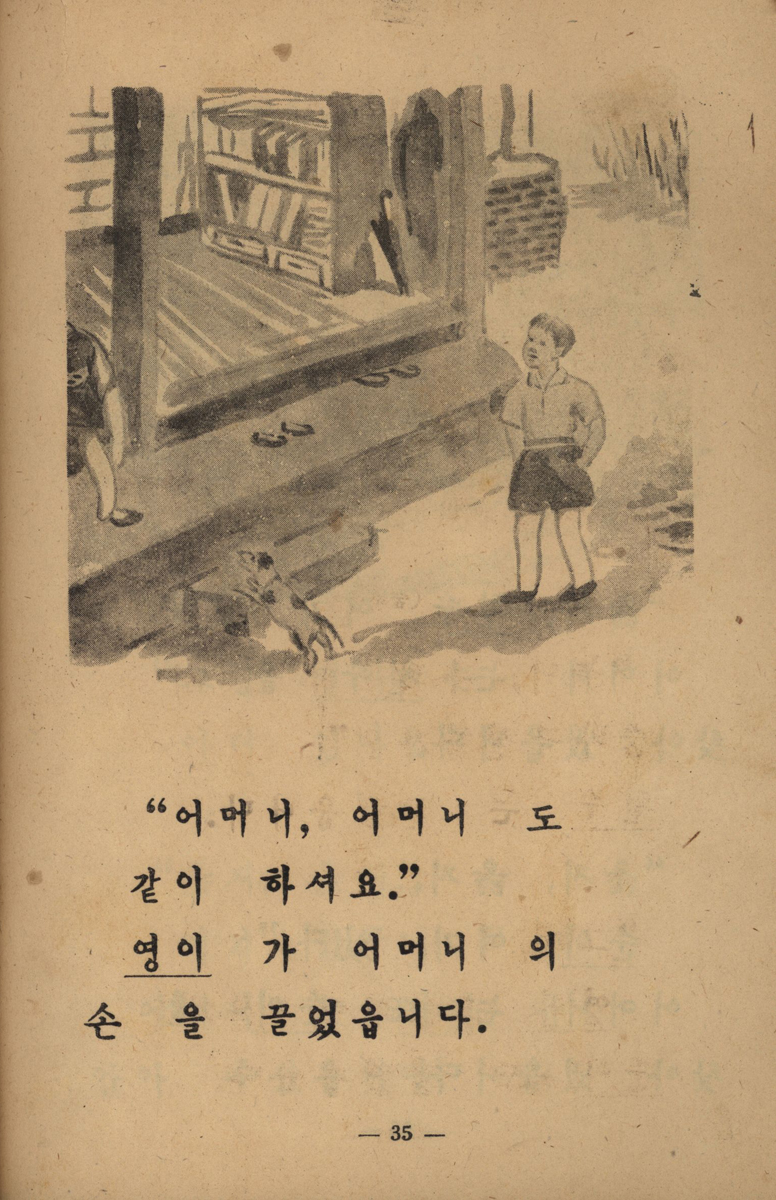 “어머니, 어머니 도
같이 하셔요.”
영이 가 어머니 의
손 을 끌었읍니다.
— 35 —